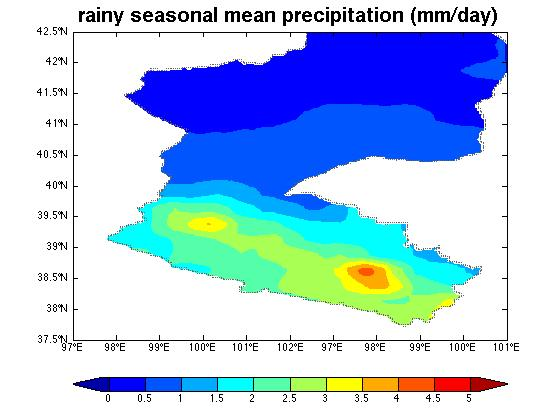 rainy seasonal mean precipitation (mm/day)
42.5°N
42°N
41.5°N
41°N
40.5°N
40°N
39.5°N
39°N
38.5°N
38°N
37.5°N
97°E 98°E 99°E 100°E 101°E 102°E 97°E 98°E 99°E 100°E 101°E
0 0.5 1 1.5 2 2.5 3 3.5 4 4.5 5